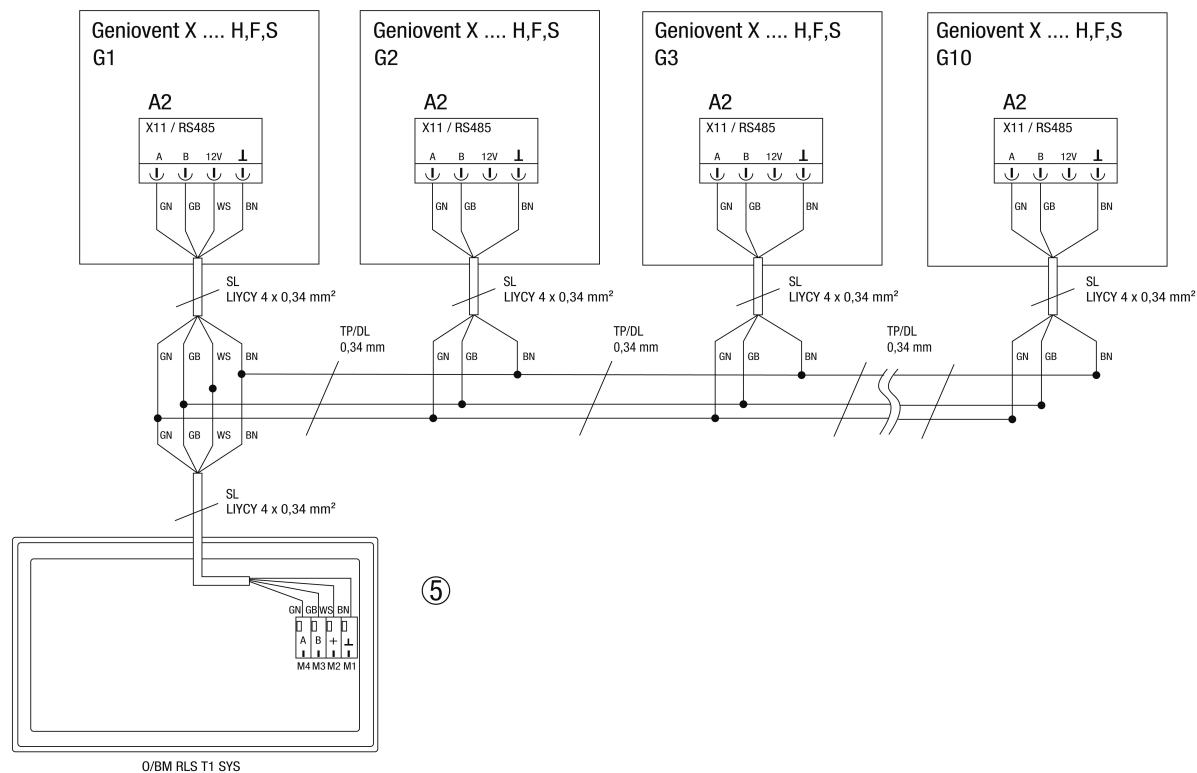 Geniovent X .... H,F,S
G1
A2
X11 / RS485
A B 12V ⊥
GN GB WS BN
SL
LIYCY 4 x 0,34 mm²
Geniovent X .... H,F,S
G2
A2
X11 / RS485
A B 12V ⊥
GN GB BN
SL
LIYCY 4 x 0,34 mm²
Geniovent X .... H,F,S
G3
A2
X11 / RS485
A B 12V ⊥
GN GB BN
SL
LIYCY 4 x 0,34 mm²
Geniovent X .... H,F,S
G10
A2
X11 / RS485
A B 12V ⊥
GN GB BN
SL
LIYCY 4 x 0,34 mm²
GN GB WS BN
TP/DL
0,34 mm
GN GB BN
TP/DL
0,34 mm
GN GB BN
TP/DL
0,34 mm
GN GB BN
GN GB WS BN
SL
LIYCY 4 x 0,34 mm²
⑤
GN GB WS BN
A B + ⊥
M4 M3 M2 M1
O/BM RLS T1 SYS